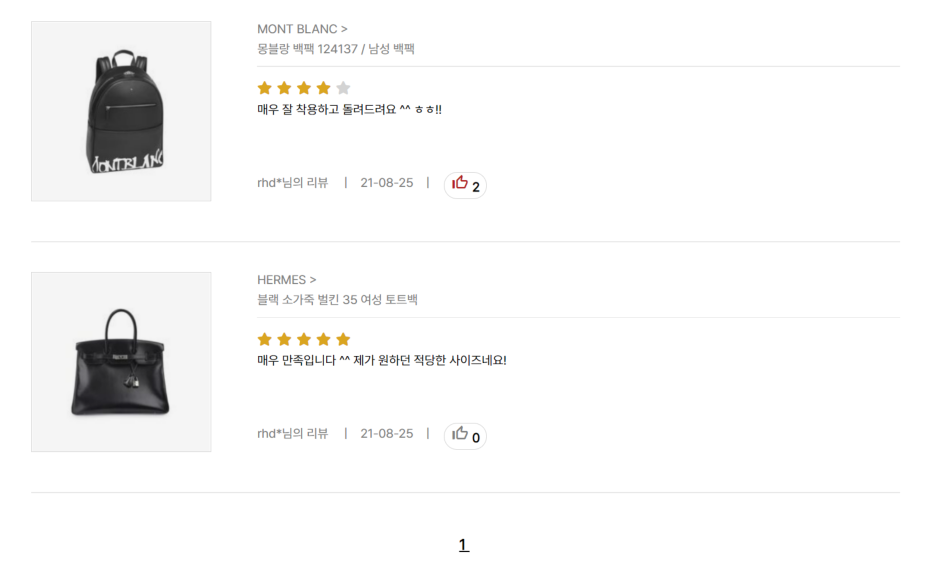 MONT BLANC >
몽블랑 백팩 124137 / 남성 백팩
매우 잘 착용하고 돌려드려요 ^^ ㅎㅎ!!
MONTBLANC
rhd*님의 리뷰 | 21-08-25 | 2
HERMES >
블랙 소가죽 벌킨 35 여성 토트백
매우 만족입니다 ^^ 제가 원하던 적당한 사이즈네요!
rhd*님의 리뷰 | 21-08-25 | 0
1